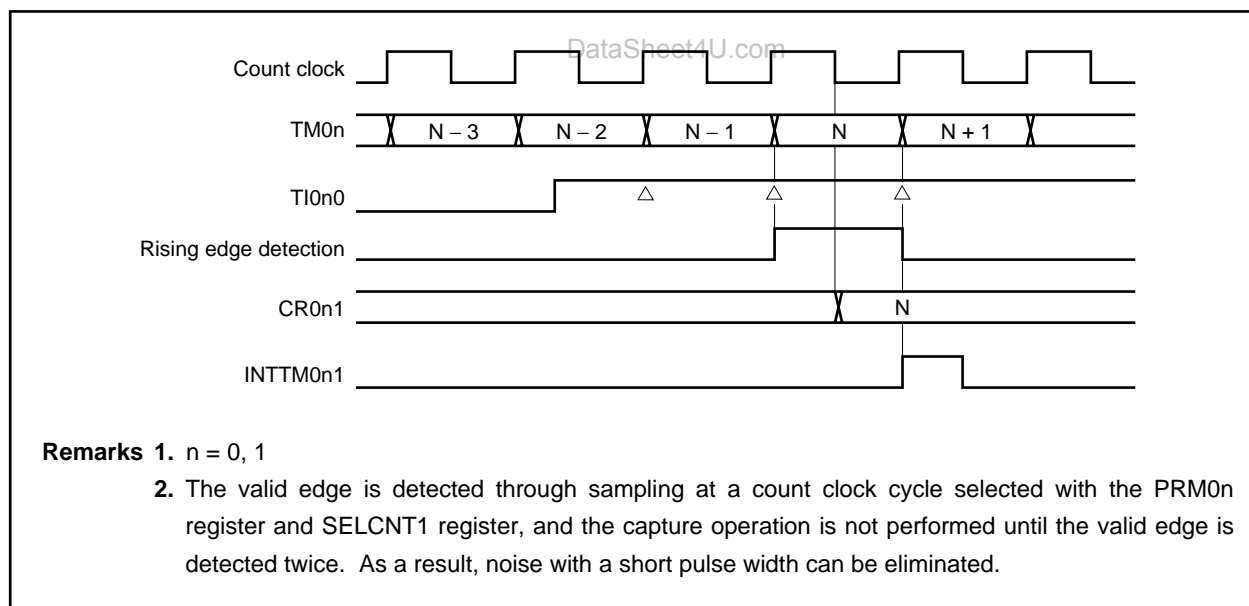 DataSheet4U.com
Count clock
TM0n
N – 3
N – 2
N – 1
N
N + 1
TI0n0
Rising edge detection
CR0n1
N
INTTM0n1
Remarks 1. n = 0, 1
2. The valid edge is detected through sampling at a count clock cycle selected with the PRM0n
register and SELCNT1 register, and the capture operation is not performed until the valid edge is
detected twice. As a result, noise with a short pulse width can be eliminated.